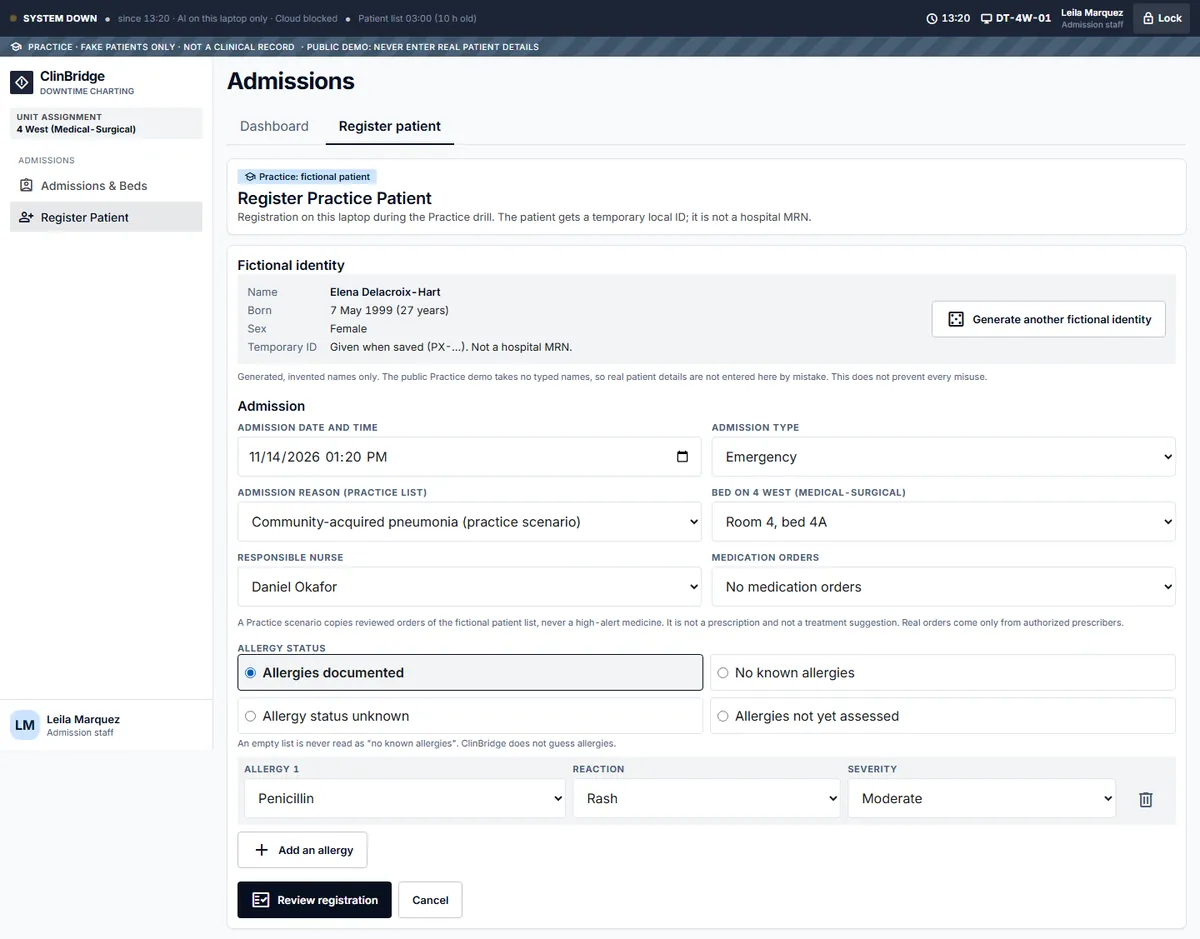 SYSTEM DOWN • since 13:20 · AI on this laptop only · Cloud blocked • Patient list 03:00 (10 h old)
13:20 DT-4W-01 Leila Marquez
Admission staff
Lock
PRACTICE · FAKE PATIENTS ONLY · NOT A CLINICAL RECORD · PUBLIC DEMO: NEVER ENTER REAL PATIENT DETAILS
ClinBridge
DOWNTIME CHARTING
UNIT ASSIGNMENT
4 West (Medical-Surgical)
ADMISSIONS
Admissions & Beds
Register Patient
LM
Leila Marquez
Admission staff
Admissions
Dashboard Register patient
Practice: fictional patient
Register Practice Patient
Registration on this laptop during the Practice drill. The patient gets a temporary local ID; it is not a hospital MRN.
Fictional identity
Name Elena Delacroix-Hart
Born 7 May 1999 (27 years)
Sex Female
Temporary ID Given when saved (PX-...). Not a hospital MRN.
Generate another fictional identity
Generated, invented names only. The public Practice demo takes no typed names, so real patient details are not entered here by mistake. This does not prevent every misuse.
Admission
ADMISSION DATE AND TIME ADMISSION TYPE
11/14/2026 01:20 PM Emergency
ADMISSION REASON (PRACTICE LIST) BED ON 4 WEST (MEDICAL-SURGICAL)
Community-acquired pneumonia (practice scenario) Room 4, bed 4A
RESPONSIBLE NURSE MEDICATION ORDERS
Daniel Okafor No medication orders
A Practice scenario copies reviewed orders of the fictional patient list, never a high-alert medicine. It is not a prescription and not a treatment suggestion. Real orders come only from authorized prescribers.
ALLERGY STATUS
Allergies documented No known allergies
Allergy status unknown Allergies not yet assessed
An empty list is never read as "no known allergies". ClinBridge does not guess allergies.
ALLERGY 1 REACTION SEVERITY
Penicillin Rash Moderate
Add an allergy
Review registration Cancel